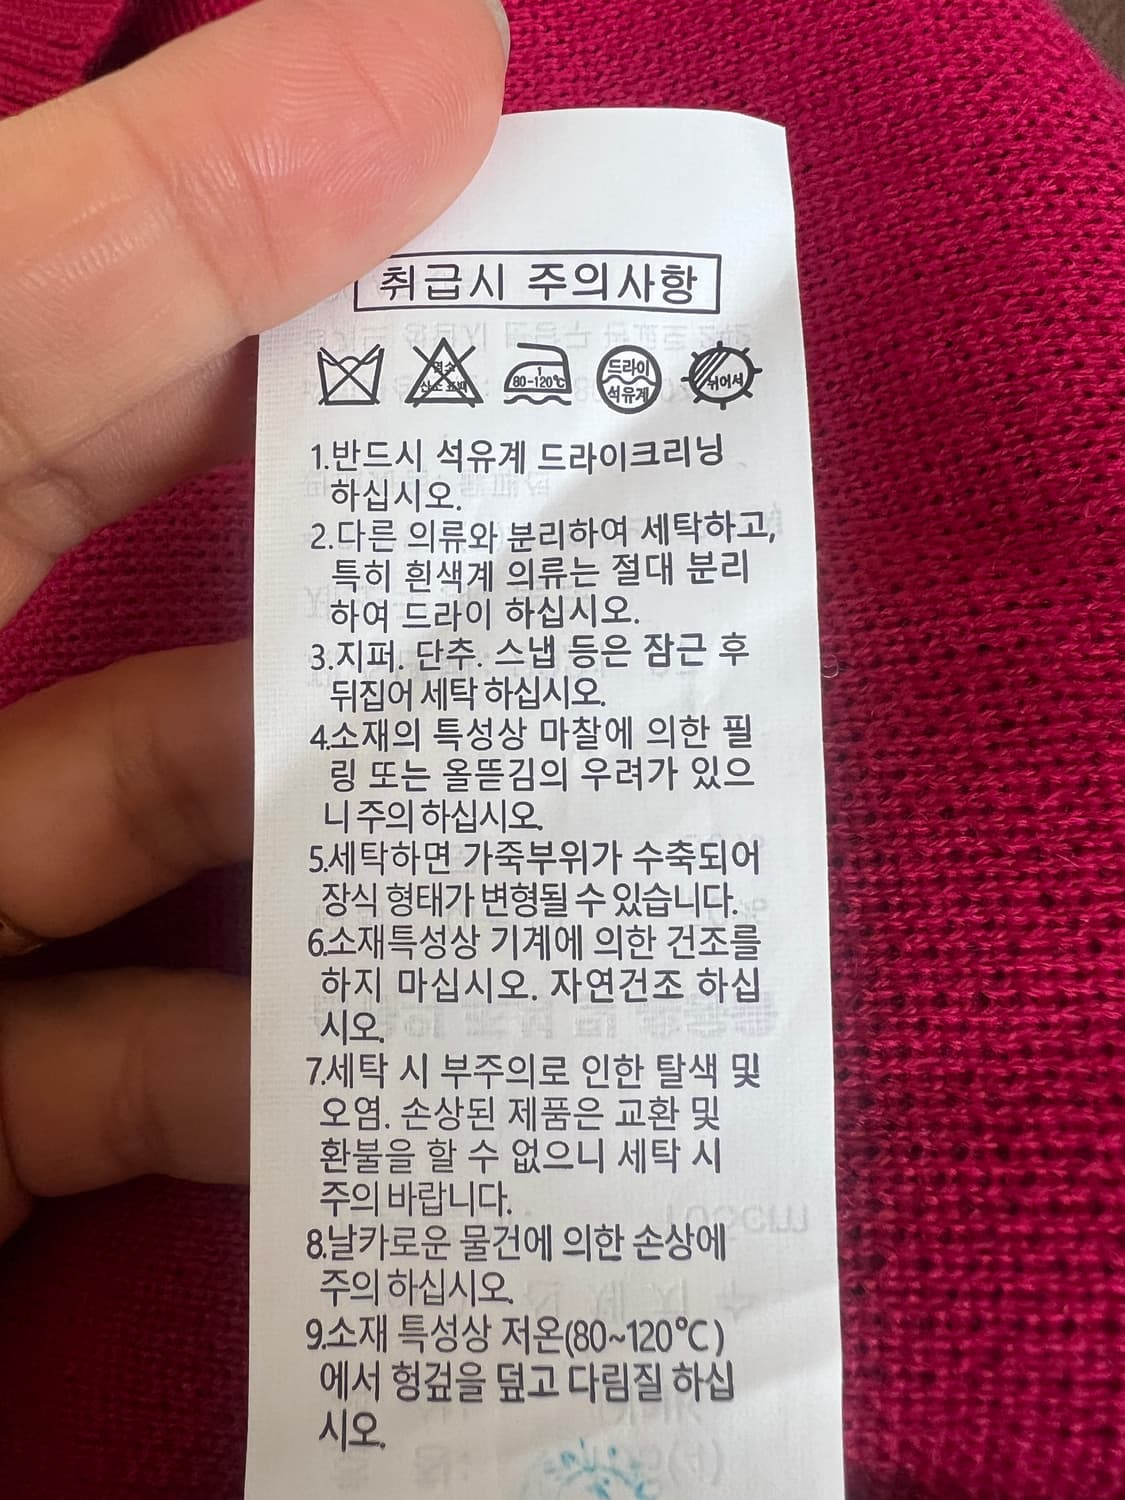 취급시 주의사항
80-120℃
드라이
석유계
뉘어서
1.반드시 석유계 드라이크리닝
하십시오.
2.다른 의류와 분리하여 세탁하고,
특히 흰색계 의류는 절대 분리
하여 드라이 하십시오.
3.지퍼. 단추. 스냅 등은 잠근 후
뒤집어 세탁 하십시오.
4.소재의 특성상 마찰에 의한 필
링 또는 올뜯김의 우려가 있으
니 주의 하십시오.
5.세탁하면 가죽부위가 수축되어
장식 형태가 변형될 수 있습니다.
6.소재특성상 기계에 의한 건조를
하지 마십시오. 자연건조 하십
시오.
7.세탁 시 부주의로 인한 탈색 및
오염. 손상된 제품은 교환 및
환불을 할 수 없으니 세탁 시
주의 바랍니다.
8.날카로운 물건에 의한 손상에
주의 하십시오.
9.소재 특성상 저온(80~120℃)
에서 헝겊을 덮고 다림질 하십
시오.